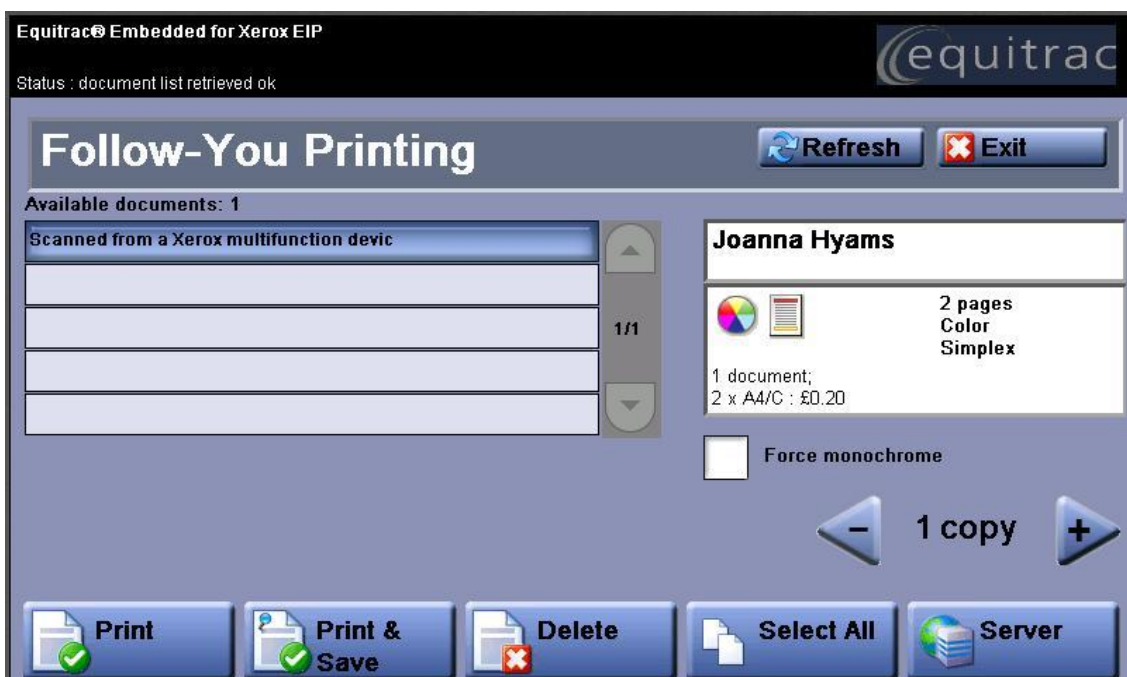 Equitrac® Embedded for Xerox EIP
equitrac
Status : document list retrieved ok
Follow-You Printing
Refresh
Exit
Available documents: 1
Scanned from a Xerox multifunction devic
1/1
Joanna Hyams
2 pages
Color
Simplex
1 document;
2 x A4/C : £0.20
Force monochrome
- 1 copy +
Print
Print &
Save
Delete
Select All
Server